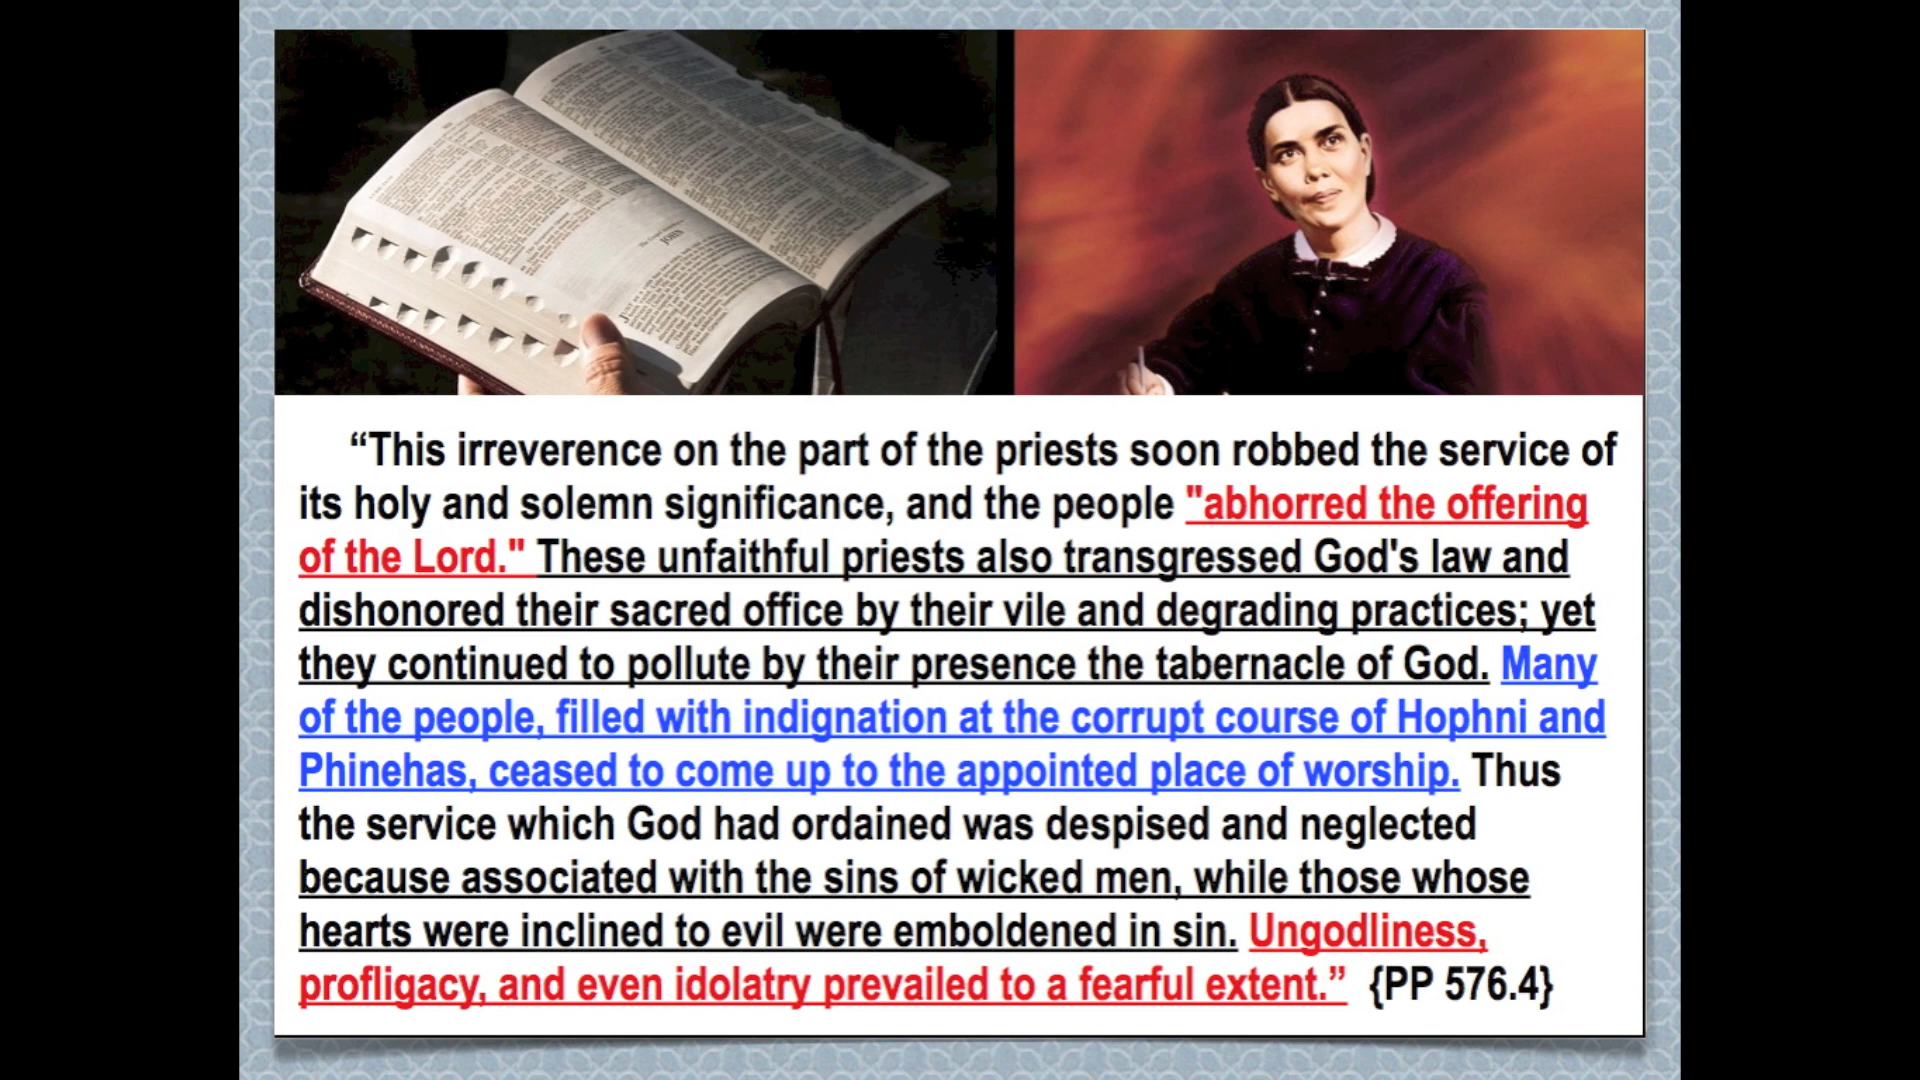 JOHN
“This irreverence on the part of the priests soon robbed the service of
its holy and solemn significance, and the people "abhorred the offering
of the Lord." These unfaithful priests also transgressed God's law and
dishonored their sacred office by their vile and degrading practices; yet
they continued to pollute by their presence the tabernacle of God. Many
of the people, filled with indignation at the corrupt course of Hophni and
Phinehas, ceased to come up to the appointed place of worship. Thus
the service which God had ordained was despised and neglected
because associated with the sins of wicked men, while those whose
hearts were inclined to evil were emboldened in sin. Ungodliness,
profligacy, and even idolatry prevailed to a fearful extent.” {PP 576.4}